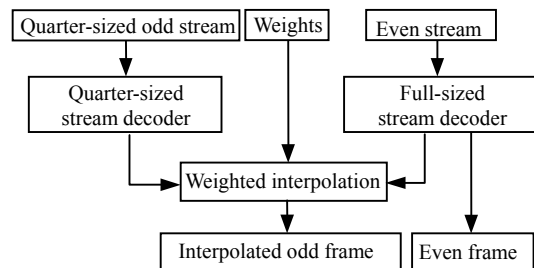 Quarter-sized odd stream
Weights
Even stream
Quarter-sized
stream decoder
Full-sized
stream decoder
Weighted interpolation
Interpolated odd frame
Even frame